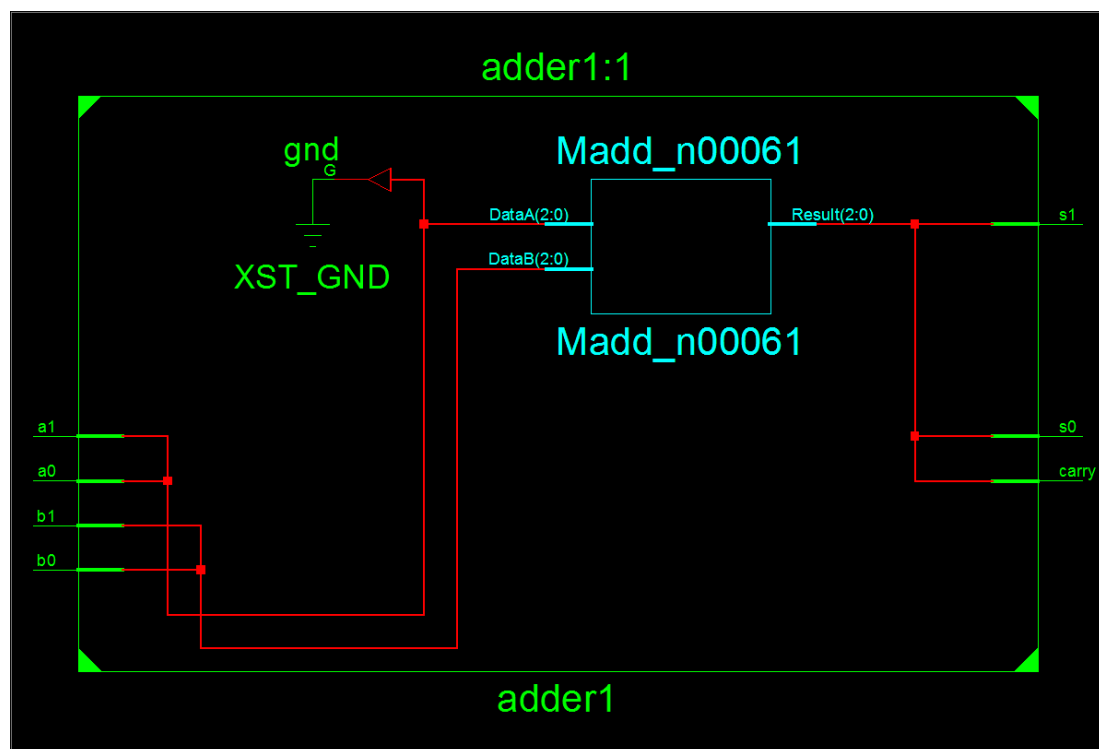 adder1:1
gnd
G
XST_GND
Madd_n00061
DataA(2:0)
DataB(2:0)
Result(2:0)
Madd_n00061
a1
a0
b1
b0
s1
s0
carry
adder1